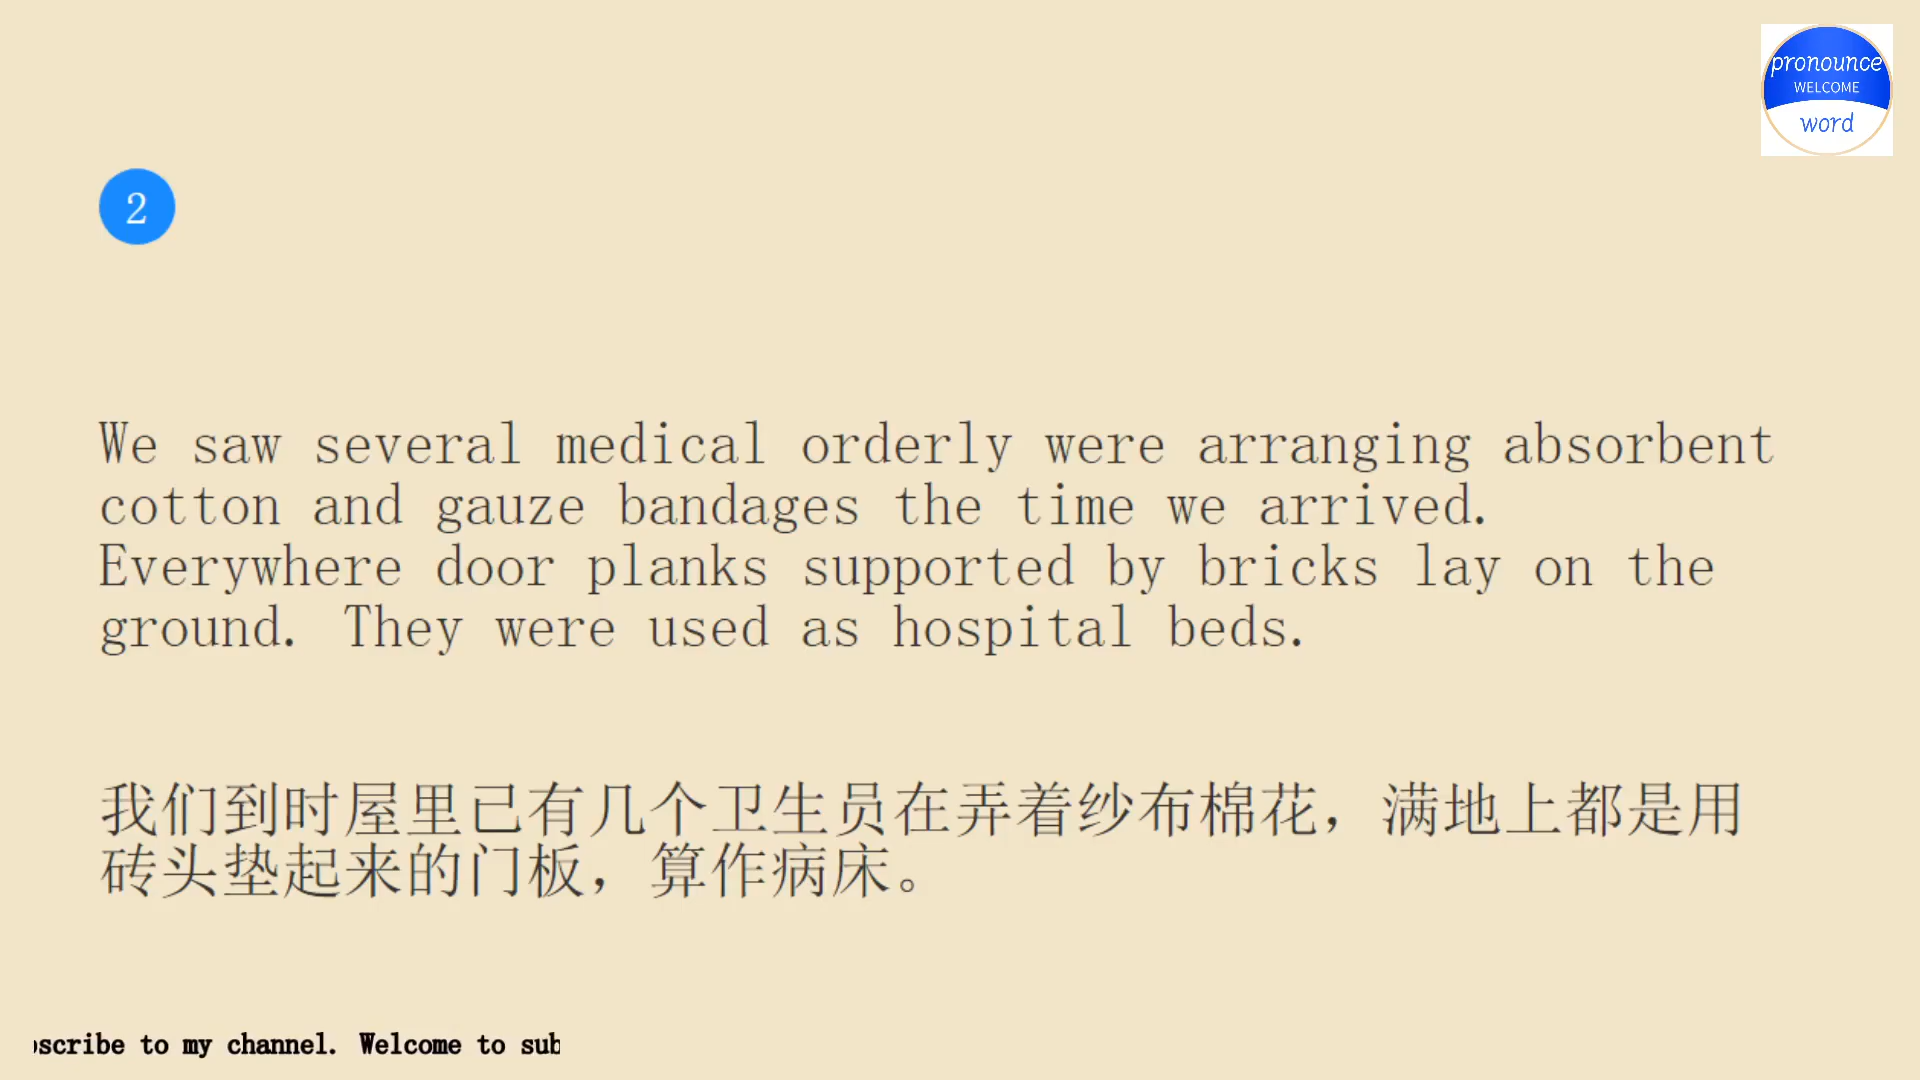 pronounce
WELCOME
word
2
We saw several medical orderly were arranging absorbent
cotton and gauze bandages the time we arrived.
Everywhere door planks supported by bricks lay on the
ground. They were used as hospital beds.
我们到时屋里已有几个卫生员在弄着纱布棉花，满地上都是用
砖头垫起来的门板，算作病床。
scribe to my channel. Welcome to sub